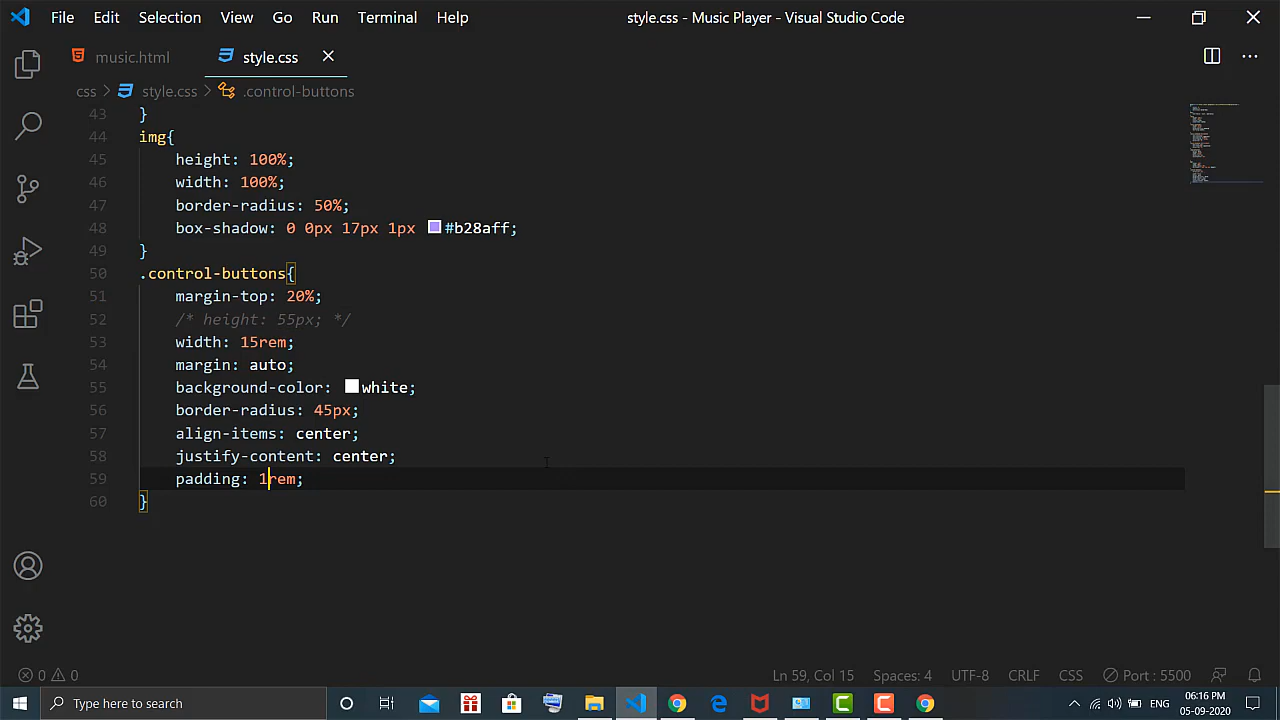 File Edit Selection View Go Run Terminal Help style.css - Music Player - Visual Studio Code
music.html style.css
css > style.css > .control-buttons
43 }
44 img{
45 height: 100%;
46 width: 100%;
47 border-radius: 50%;
48 box-shadow: 0 0px 17px 1px #b28aff;
49 }
50 .control-buttons{
51 margin-top: 20%;
52 /* height: 55px; */
53 width: 15rem;
54 margin: auto;
55 background-color: white;
56 border-radius: 45px;
57 align-items: center;
58 justify-content: center;
59 padding: 1rem;
60 }
0 0 Ln 59, Col 15 Spaces: 4 UTF-8 CRLF CSS Port : 5500
Type here to search ENG 06:16 PM
05-09-2020